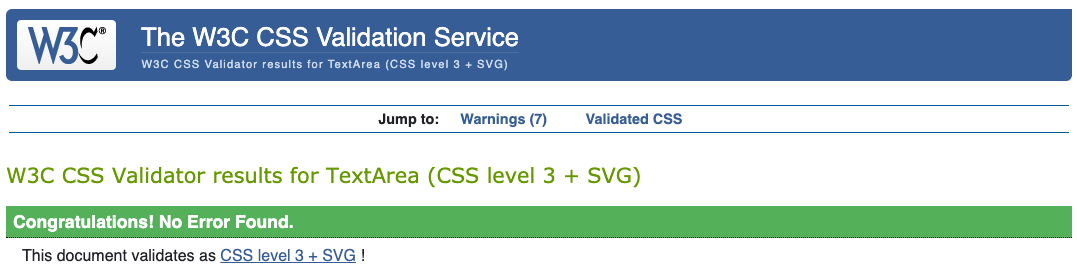 W3C®
The W3C CSS Validation Service
W3C CSS Validator results for TextArea (CSS level 3 + SVG)
Jump to: Warnings (7) Validated CSS
W3C CSS Validator results for TextArea (CSS level 3 + SVG)
Congratulations! No Error Found.
This document validates as CSS level 3 + SVG !